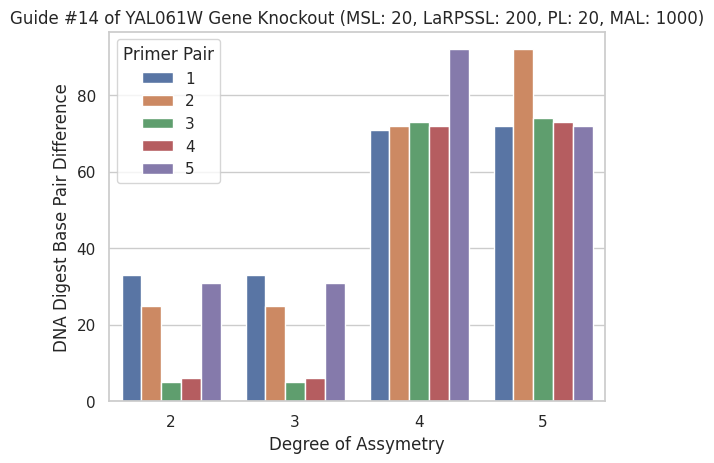 Guide #14 of YAL061W Gene Knockout (MSL: 20, LaRPSSL: 200, PL: 20, MAL: 1000)
Primer Pair
1
2
3
4
5
DNA Digest Base Pair Difference
80
60
40
20
0
2 3 4 5
Degree of Assymetry